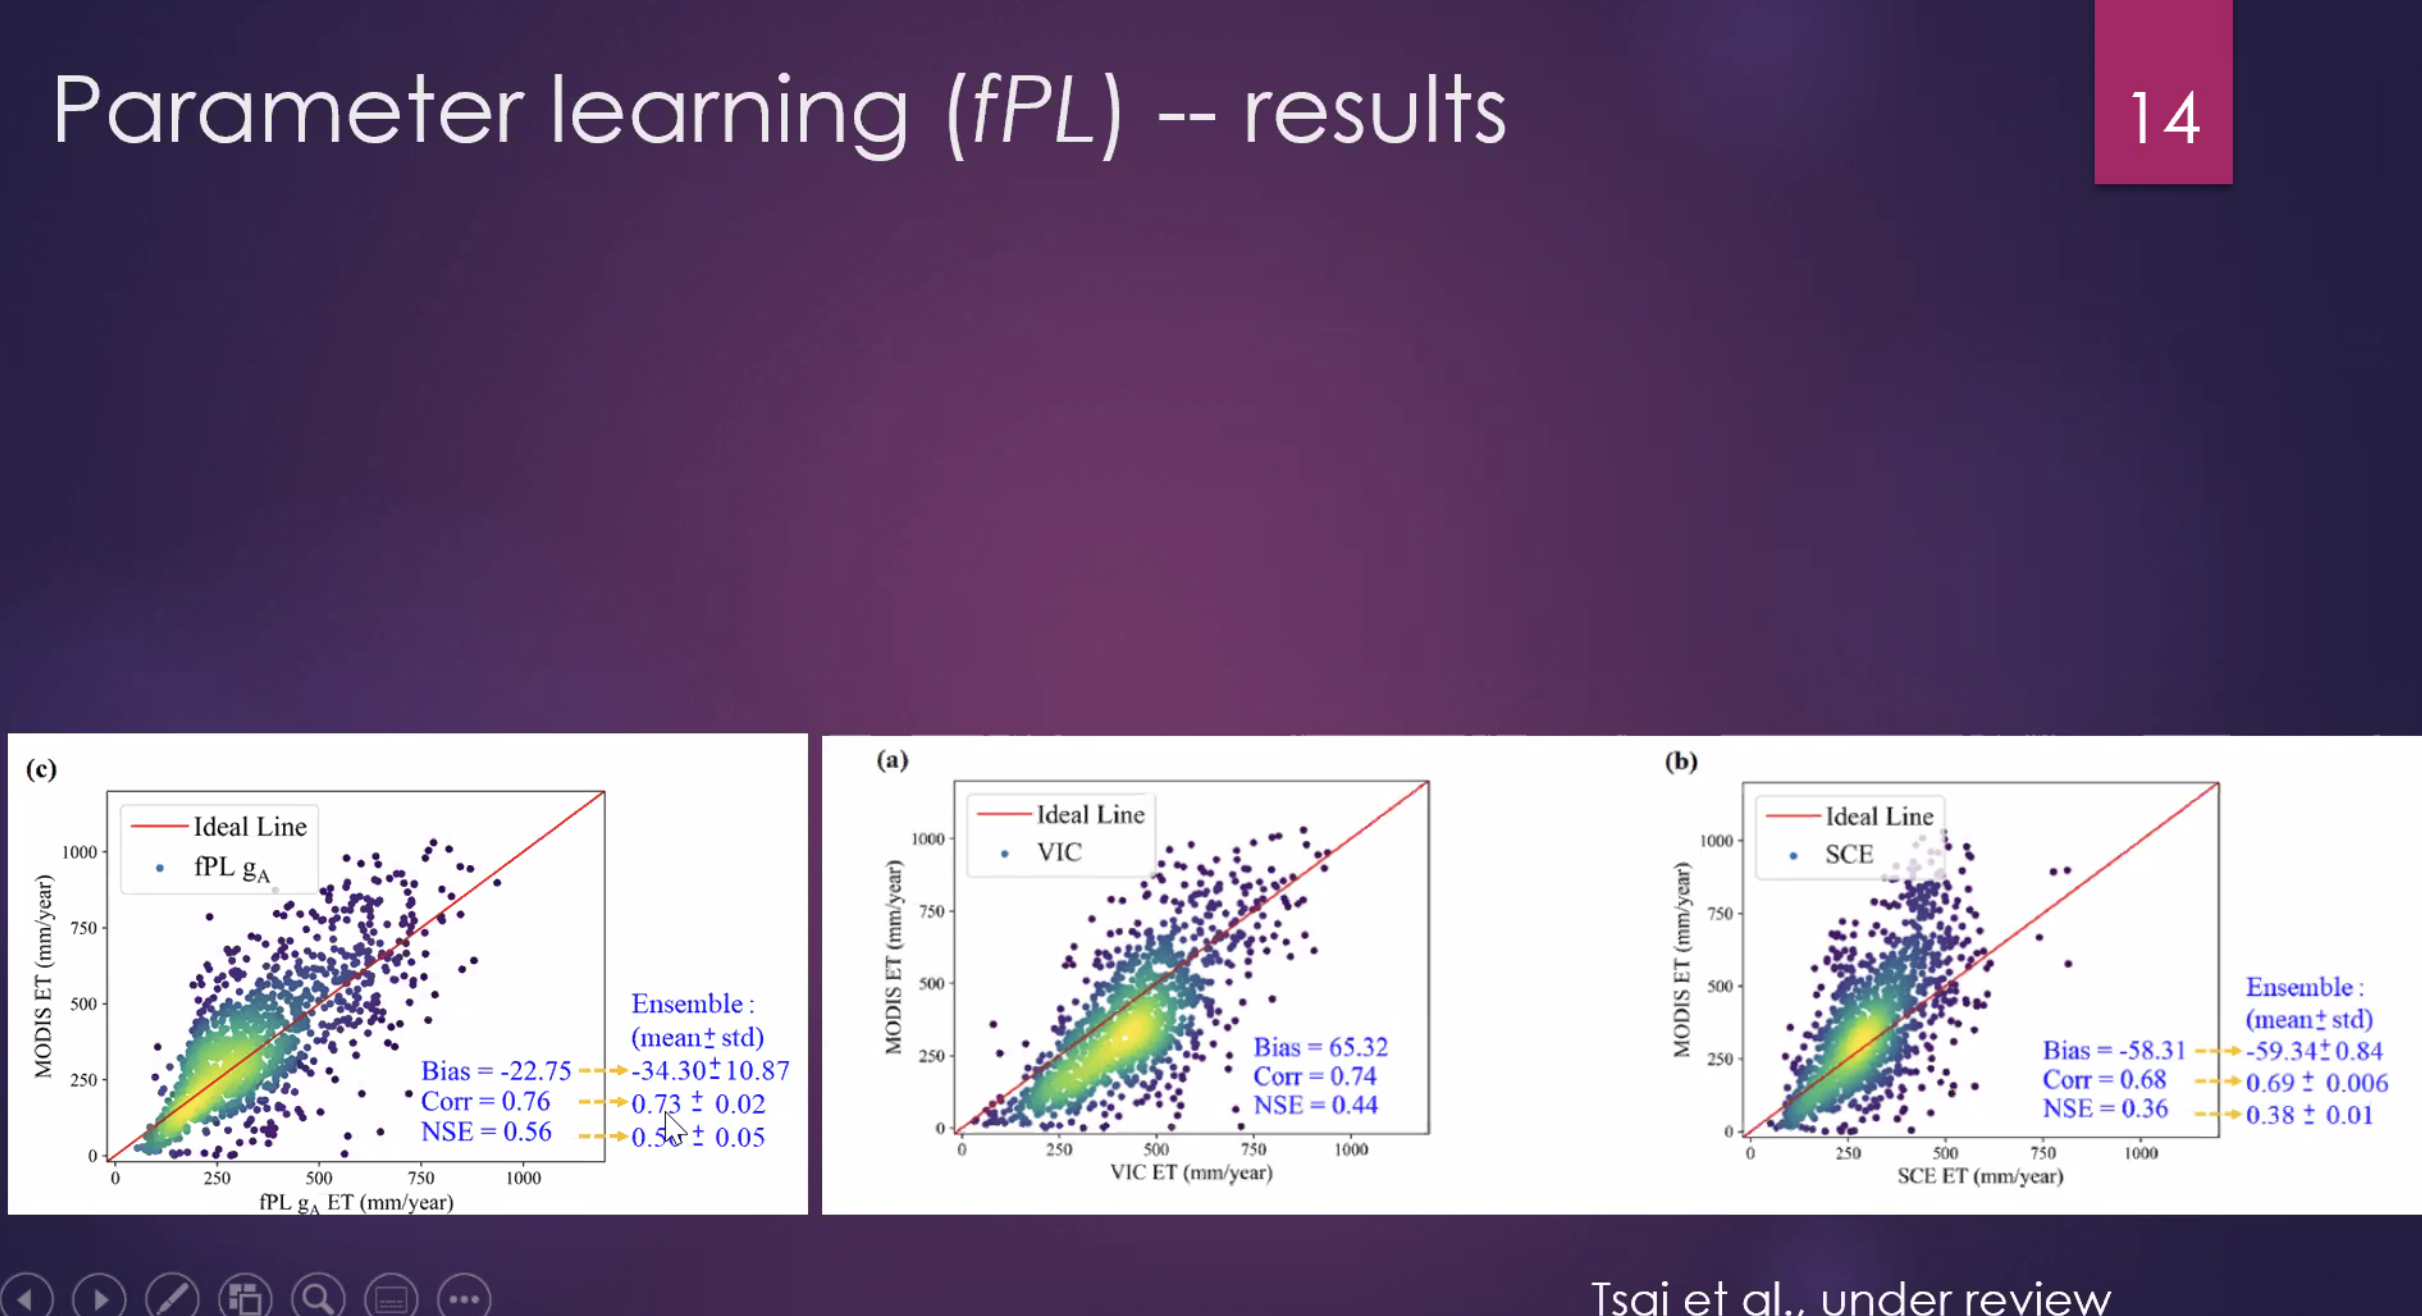 Parameter learning (fPL) -- results
14
(c)
Ideal Line
fPL gA
1000
750
500
250
0
MODIS ET (mm/year)
Ensemble :
(mean± std)
Bias = -22.75
-34.30±10.87
Corr = 0.76
0.73 ± 0.02
NSE = 0.56
± 0.05
0
250
500
750
1000
fPL gA ET (mm/year)
(a)
Ideal Line
VIC
1000
750
500
250
0
MODIS ET (mm/year)
Bias = 65.32
Corr = 0.74
NSE = 0.44
0
250
500
750
1000
VIC ET (mm/year)
(b)
Ideal Line
SCE
1000
750
500
250
0
MODIS ET (mm/year)
Ensemble :
(mean± std)
Bias = -58.31
-59.34±0.84
Corr = 0.68
0.69 ± 0.006
NSE = 0.36
0.38 ± 0.01
0
250
500
750
1000
SCE ET (mm/year)
Tsai et al., under review